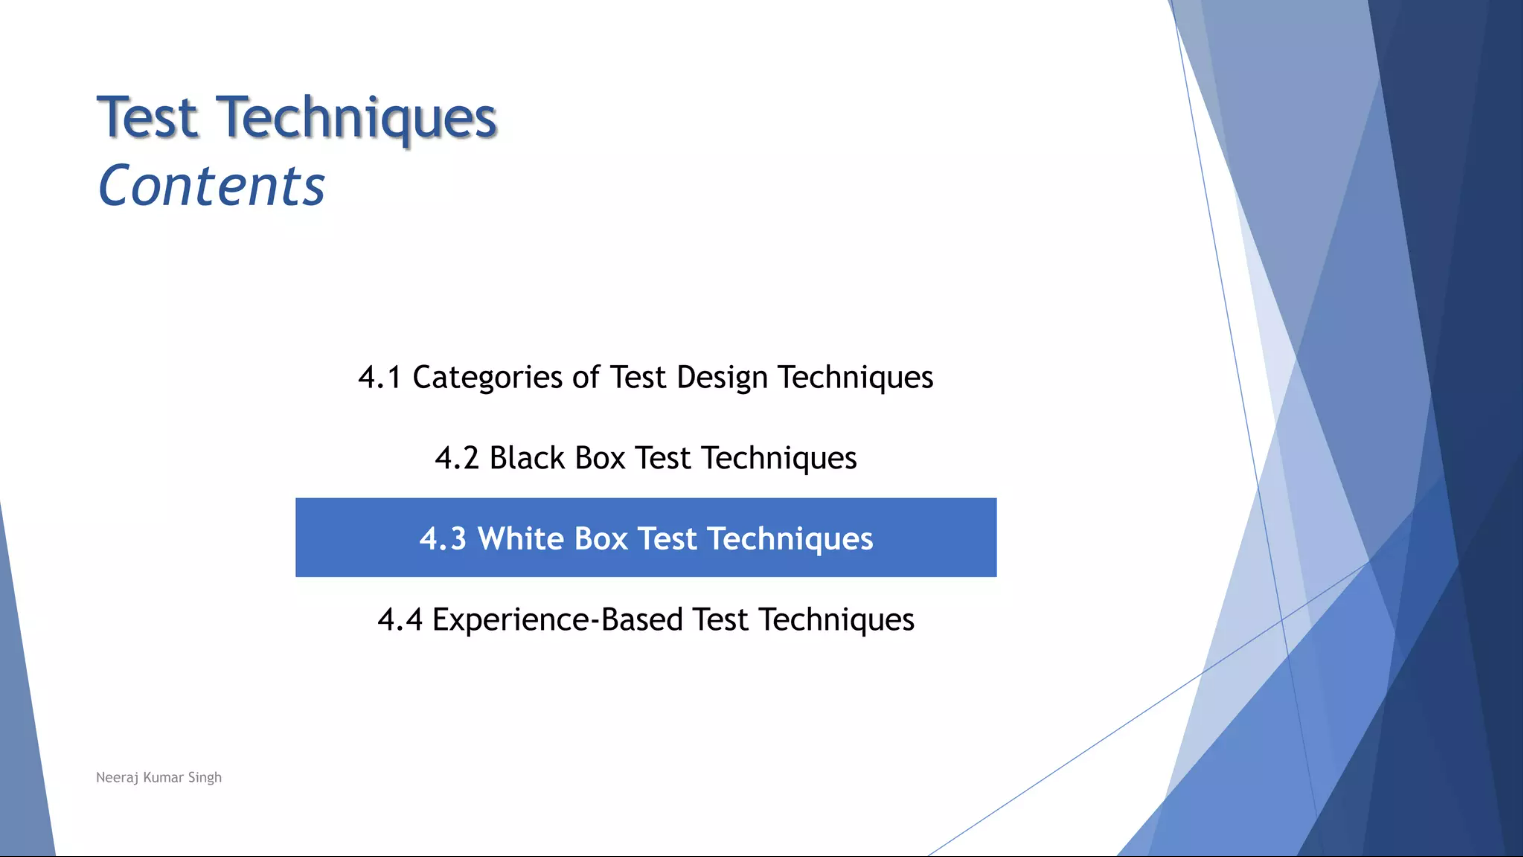 Test Techniques
Contents
4.1 Categories of Test Design Techniques
4.2 Black Box Test Techniques
4.3 White Box Test Techniques
4.4 Experience-Based Test Techniques
Neeraj Kumar Singh